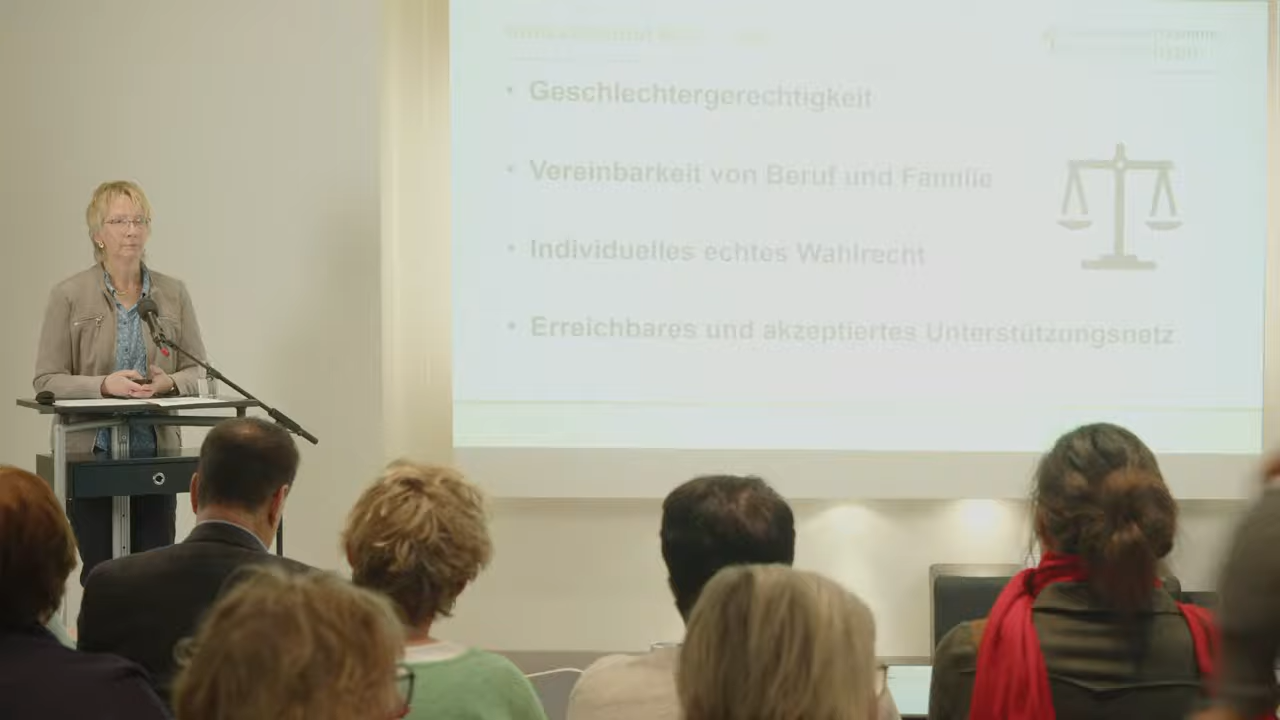 • Geschlechtergerechtigkeit
• Vereinbarkeit von Beruf und Familie
• Individuelles echtes Wahlrecht
• Erreichbares und akzeptiertes Unterstützungsnetz